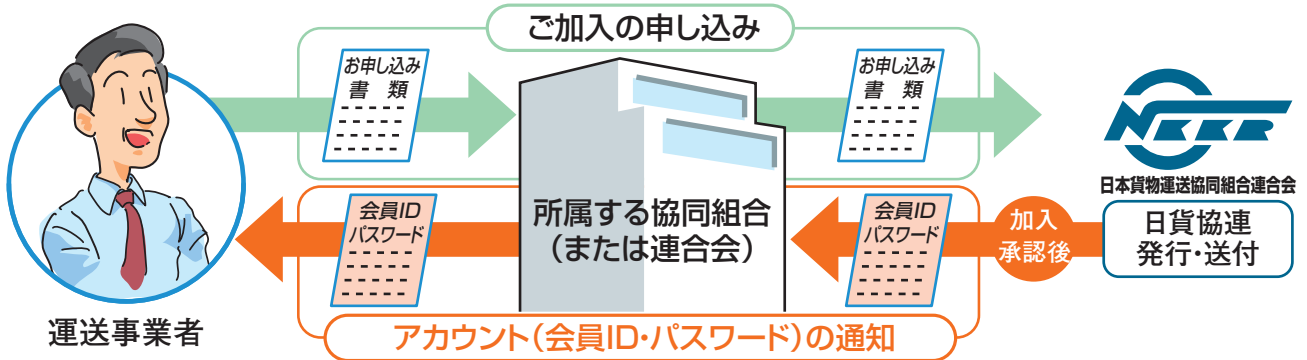 ご加入の申し込み
お申し込み
書類
お申し込み
書類
NKKR
日本貨物運送協同組合連合会
所属する協同組合
（または連合会）
会員ID
パスワード
会員ID
パスワード
加入
承認後
日貨協連
発行・送付
運送事業者
アカウント（会員ID・パスワード）の通知